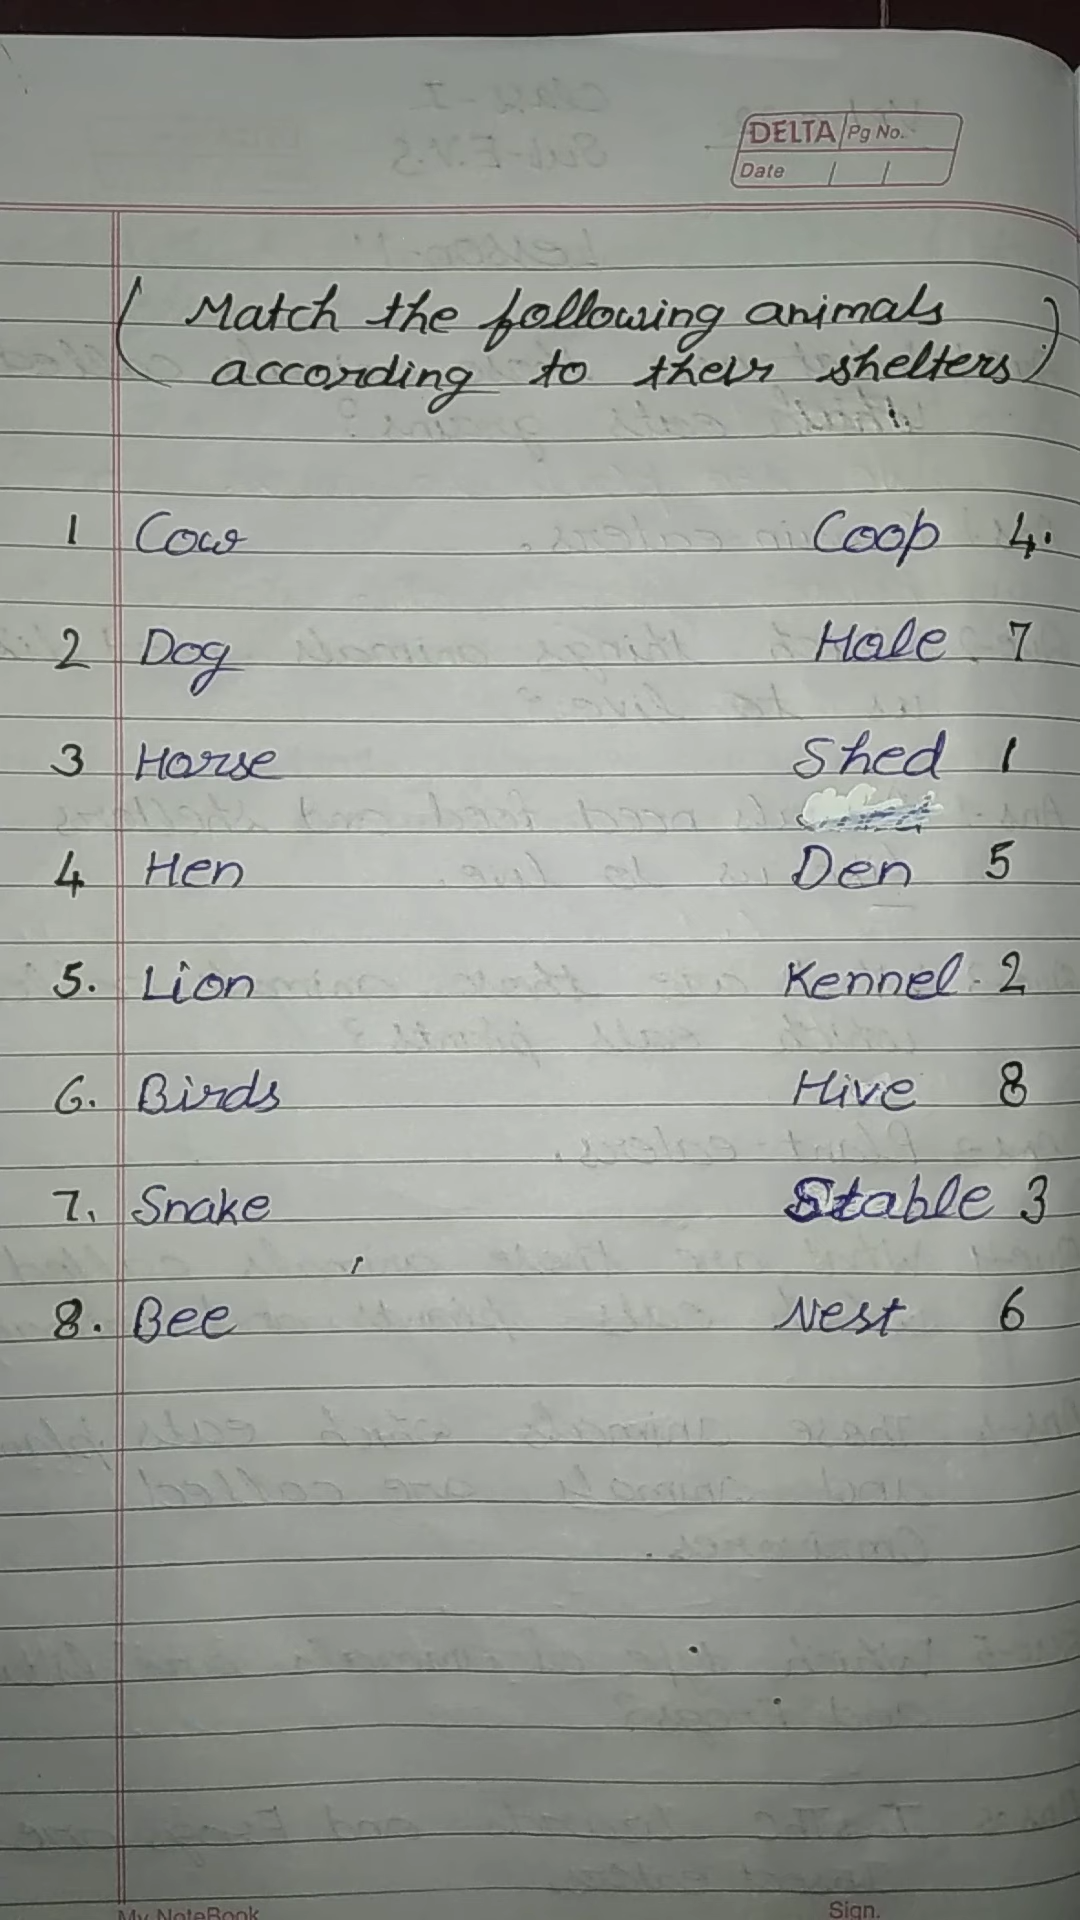 DELTA Pg No.
Date / /
(Match the following animals
according to their shelters)
1 Cow Coop 4.
2 Dog Hole 7
3 Horse Shed 1
4 Hen Den 5
5. Lion Kennel - 2
6. Birds Hive 8
7. Snake Stable 3
8. Bee Nest 6
My NoteBook Sign.